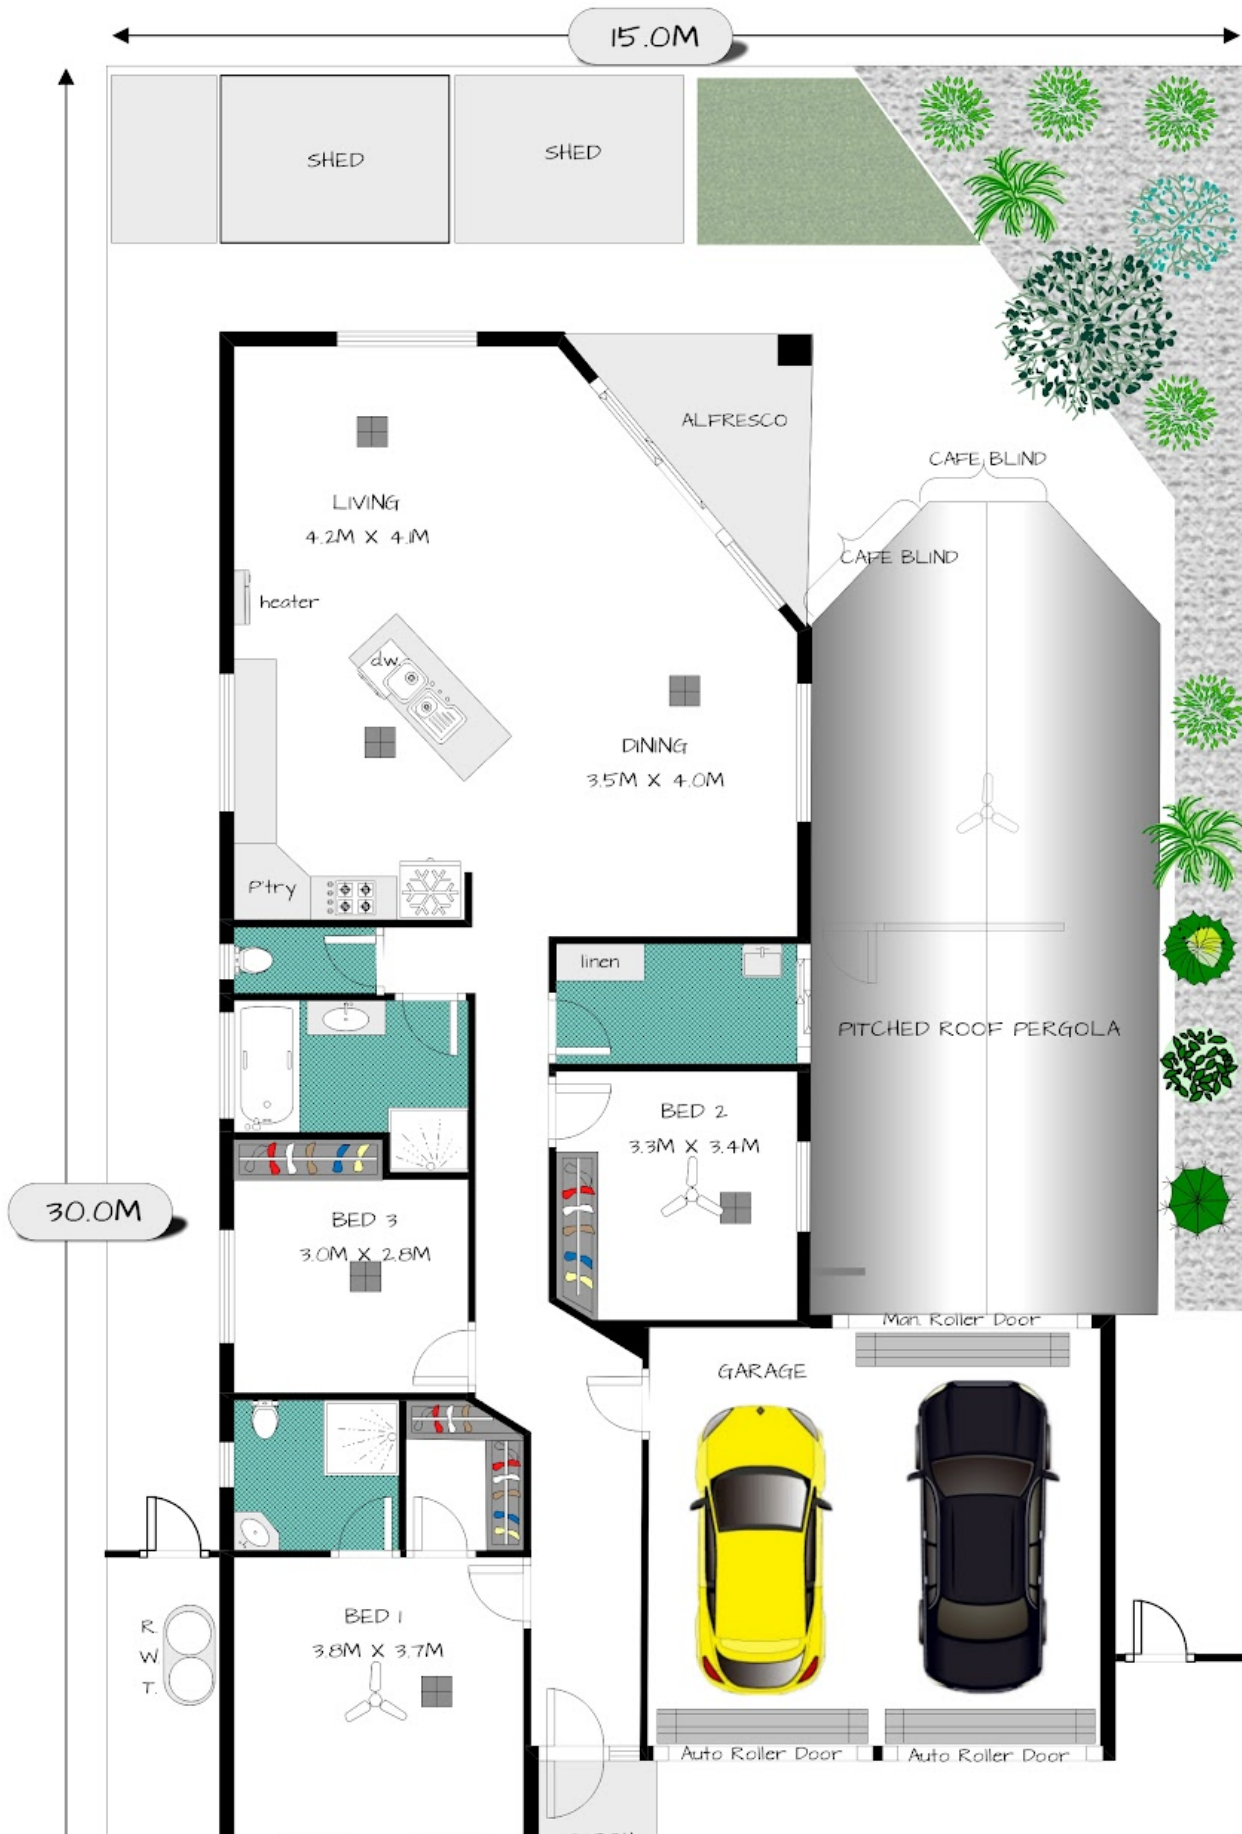 15.0M
SHED
SHED
ALFRESCO
CAFE BLIND
LIVING
4.2M X 4.1M
CAFE BLIND
heater
dw.
DINING
3.5M X 4.0M
P'try
linen
PITCHED ROOF PERGOLA
BED 2
3.3M X 3.4M
30.0M
BED 3
3.0M X 2.8M
Man. Roller Door
GARAGE
BED 1
3.8M X 3.7M
R.
W.
T.
Auto Roller Door
Auto Roller Door